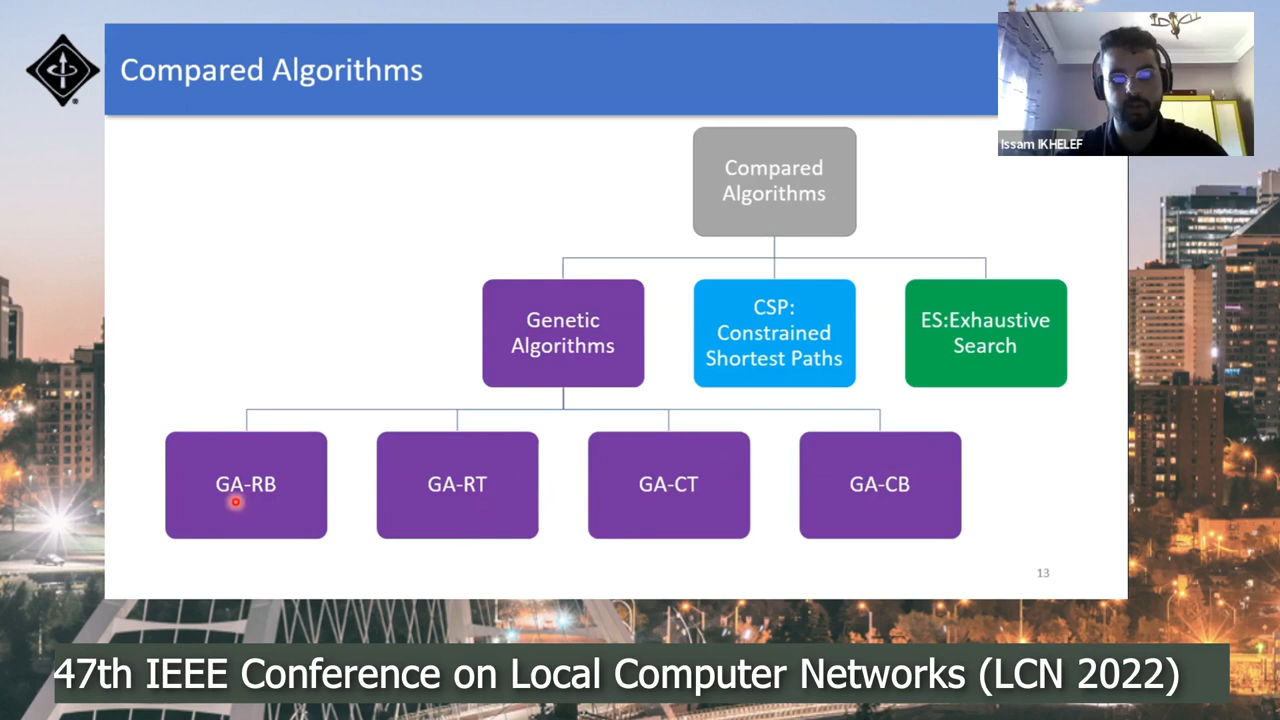 Compared Algorithms
Issam IKHELEF
Compared
Algorithms
Genetic
Algorithms
CSP:
Constrained
Shortest Paths
ES:Exhaustive
Search
GA-RB
GA-RT
GA-CT
GA-CB
13
47th IEEE Conference on Local Computer Networks (LCN 2022)